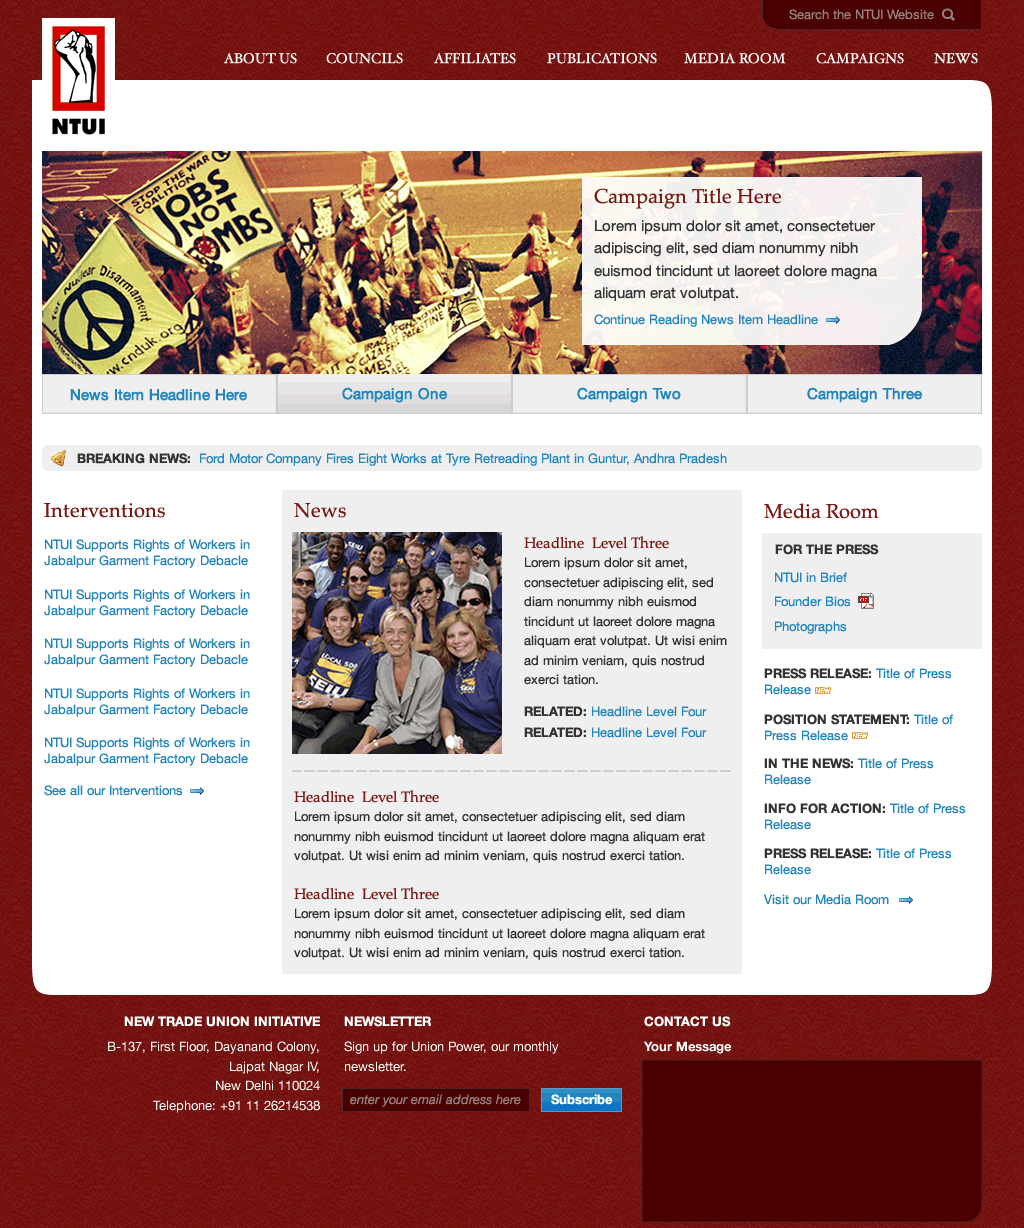 Search the NTUI Website
NTUI
ABOUT US
COUNCILS
AFFILIATES
PUBLICATIONS
MEDIA ROOM
CAMPAIGNS
NEWS
STOP THE WAR
COALITION
JOBS
NOT
BOMBS
for Nuclear Disarmament
www.cnduk.org
Campaign Title Here
Lorem ipsum dolor sit amet, consectetuer
adipiscing elit, sed diam nonummy nibh
euismod tincidunt ut laoreet dolore magna
aliquam erat volutpat.
Continue Reading News Item Headline
News Item Headline Here
Campaign One
Campaign Two
Campaign Three
BREAKING NEWS: Ford Motor Company Fires Eight Works at Tyre Retreading Plant in Guntur, Andhra Pradesh
Interventions
NTUI Supports Rights of Workers in
Jabalpur Garment Factory Debacle
NTUI Supports Rights of Workers in
Jabalpur Garment Factory Debacle
NTUI Supports Rights of Workers in
Jabalpur Garment Factory Debacle
NTUI Supports Rights of Workers in
Jabalpur Garment Factory Debacle
NTUI Supports Rights of Workers in
Jabalpur Garment Factory Debacle
See all our Interventions
News
LOCAL 500
SEIU
Headline Level Three
Lorem ipsum dolor sit amet,
consectetuer adipiscing elit, sed
diam nonummy nibh euismod
tincidunt ut laoreet dolore magna
aliquam erat volutpat. Ut wisi enim
ad minim veniam, quis nostrud
exerci tation.
RELATED: Headline Level Four
RELATED: Headline Level Four
Headline Level Three
Lorem ipsum dolor sit amet, consectetuer adipiscing elit, sed diam
nonummy nibh euismod tincidunt ut laoreet dolore magna aliquam erat
volutpat. Ut wisi enim ad minim veniam, quis nostrud exerci tation.
Headline Level Three
Lorem ipsum dolor sit amet, consectetuer adipiscing elit, sed diam
nonummy nibh euismod tincidunt ut laoreet dolore magna aliquam erat
volutpat. Ut wisi enim ad minim veniam, quis nostrud exerci tation.
Media Room
FOR THE PRESS
NTUI in Brief
Founder Bios
Photographs
PRESS RELEASE: Title of Press
Release NEW
POSITION STATEMENT: Title of
Press Release NEW
IN THE NEWS: Title of Press
Release
INFO FOR ACTION: Title of Press
Release
PRESS RELEASE: Title of Press
Release
Visit our Media Room
NEW TRADE UNION INITIATIVE
B-137, First Floor, Dayanand Colony,
Lajpat Nagar IV,
New Delhi 110024
Telephone: +91 11 26214538
NEWSLETTER
Sign up for Union Power, our monthly
newsletter.
enter your email address here
Subscribe
CONTACT US
Your Message